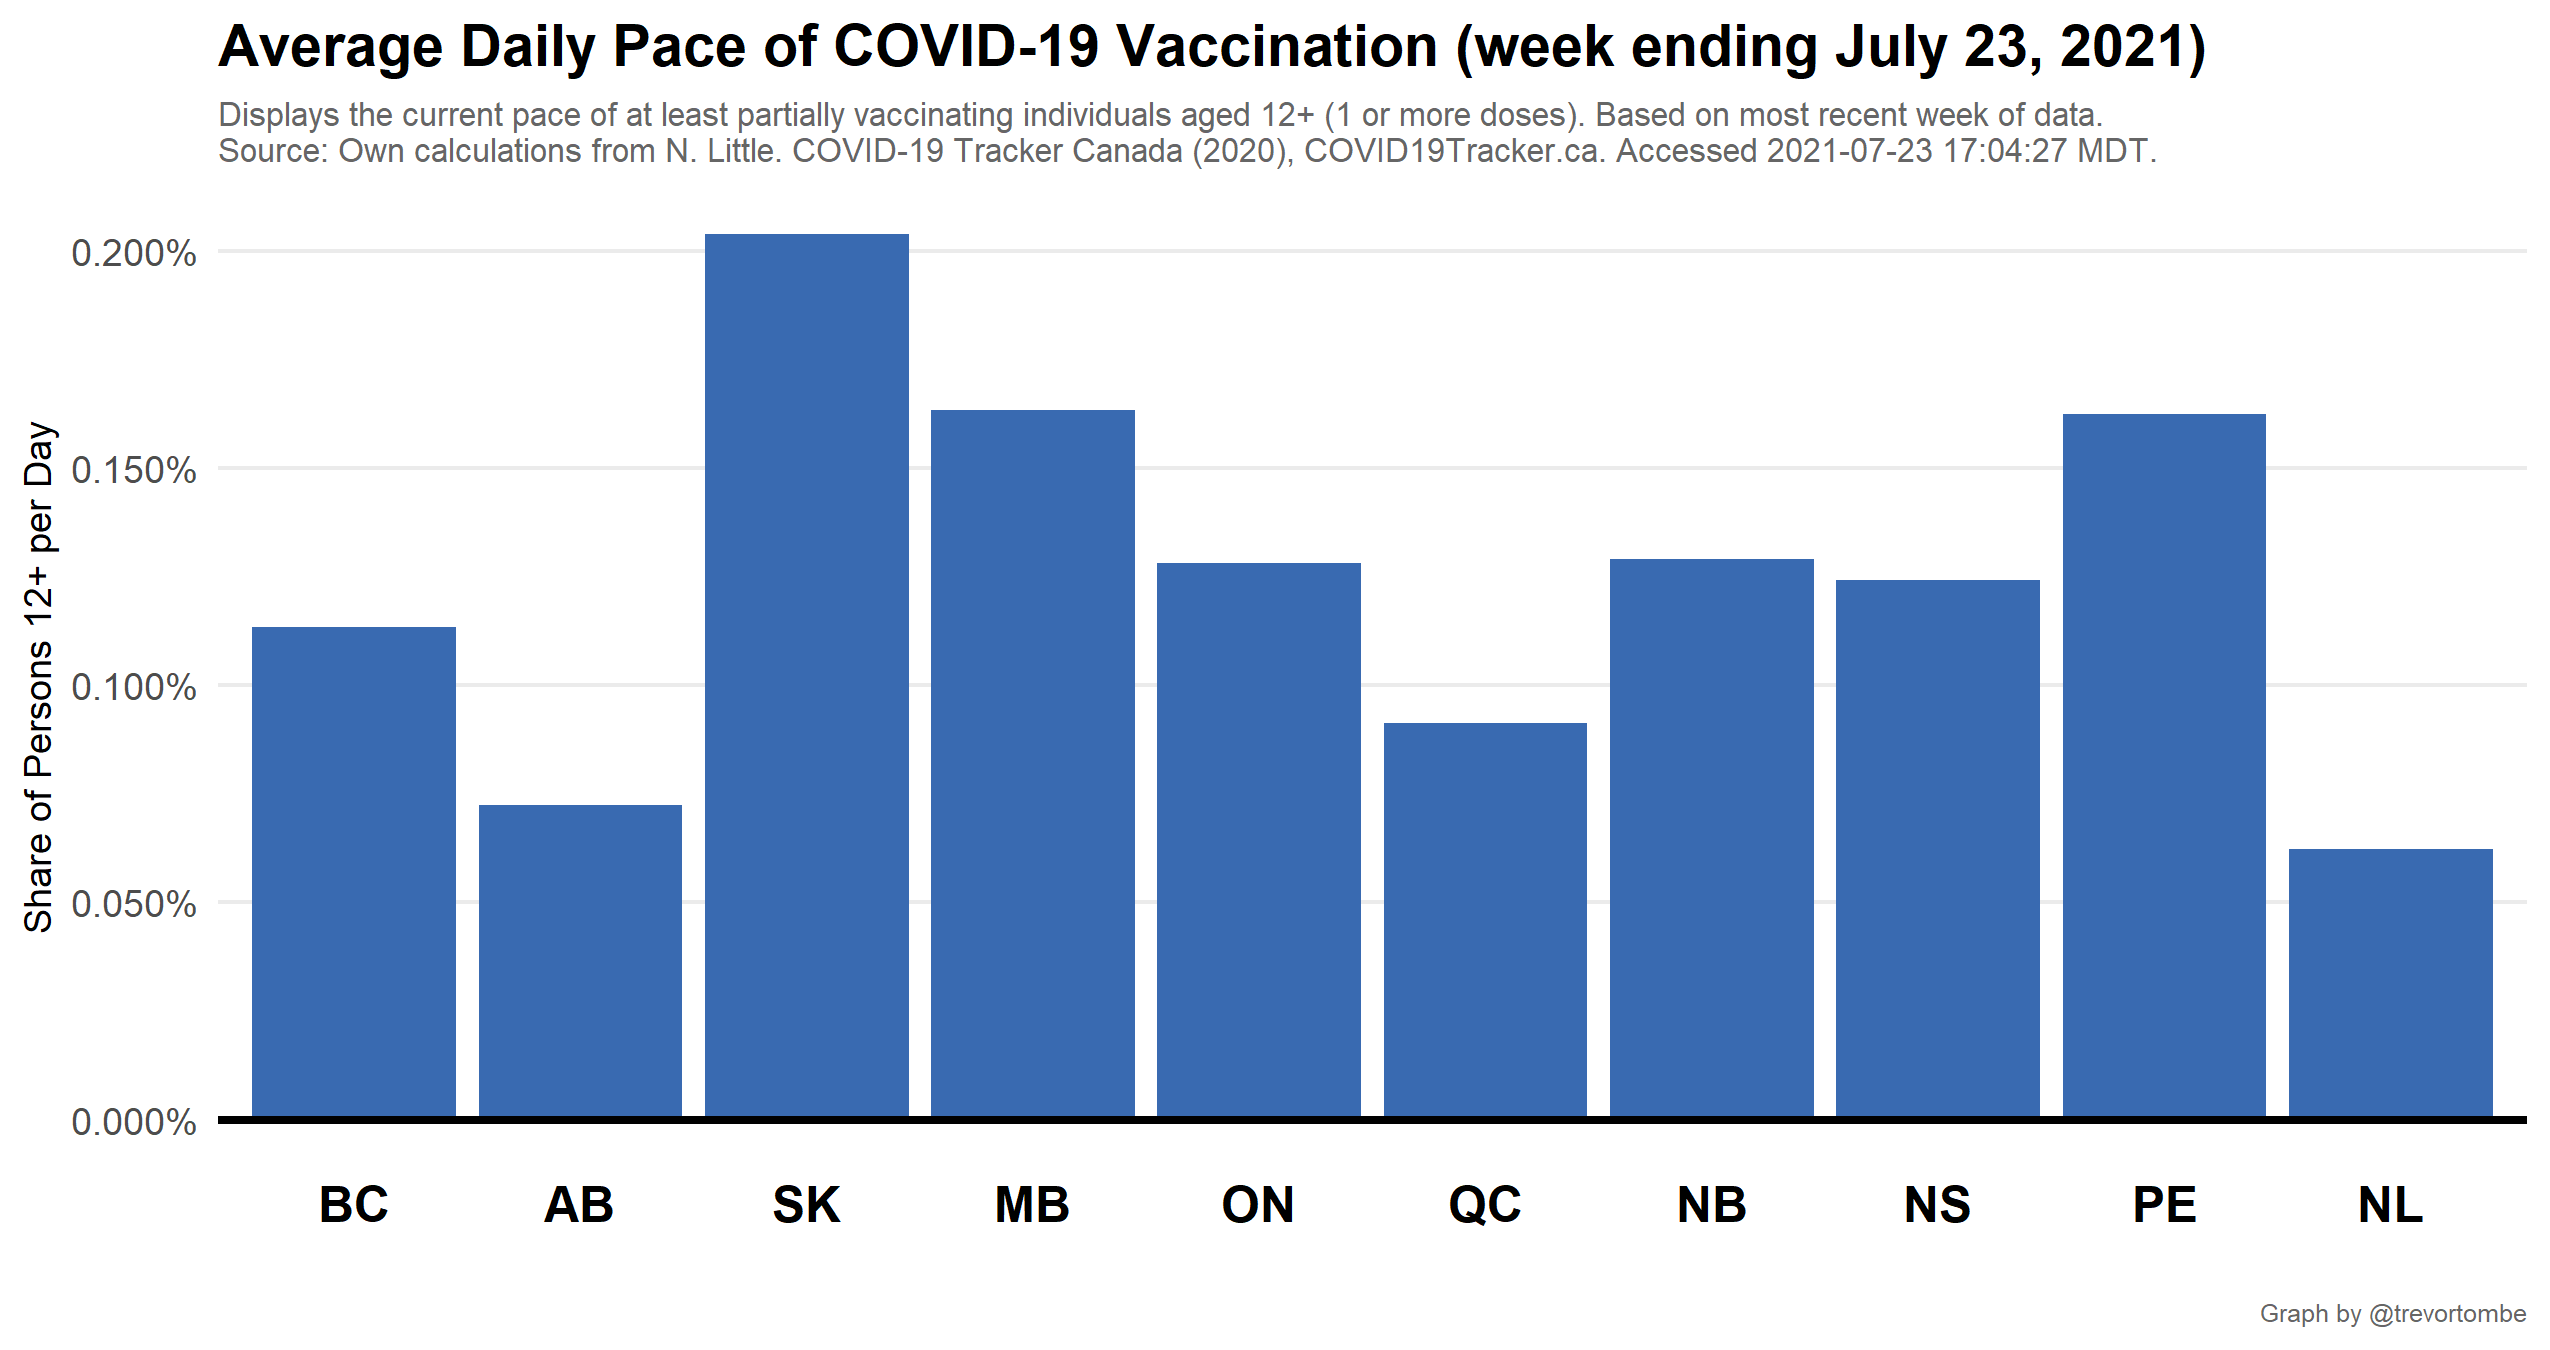 Average Daily Pace of COVID-19 Vaccination (week ending July 23, 2021)
Displays the current pace of at least partially vaccinating individuals aged 12+ (1 or more doses). Based on most recent week of data.
Source: Own calculations from N. Little. COVID-19 Tracker Canada (2020), COVID19Tracker.ca. Accessed 2021-07-23 17:04:27 MDT.
Share of Persons 12+ per Day
0.200%
0.150%
0.100%
0.050%
0.000%
BC AB SK MB ON QC NB NS PE NL
Graph by @trevortombe